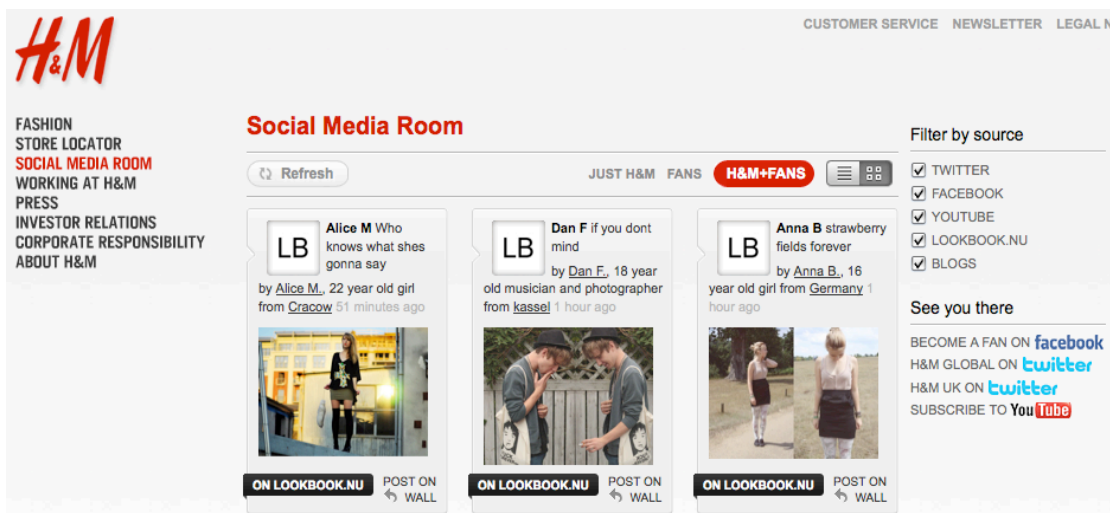 CUSTOMER SERVICE NEWSLETTER LEGAL N
H&M
FASHION
STORE LOCATOR
SOCIAL MEDIA ROOM
WORKING AT H&M
PRESS
INVESTOR RELATIONS
CORPORATE RESPONSIBILITY
ABOUT H&M
Social Media Room
Refresh
JUST H&M FANS H&M+FANS
LB
Alice M Who
knows what shes
gonna say
by Alice M., 22 year old girl
from Cracow 51 minutes ago
ON LOOKBOOK.NU
POST ON
WALL
LB
Dan F if you dont
mind
by Dan F., 18 year
old musician and photographer
from kassel 1 hour ago
ON LOOKBOOK.NU
POST ON
WALL
LB
Anna B strawberry
fields forever
by Anna B., 16
year old girl from Germany 1
hour ago
ON LOOKBOOK.NU
POST ON
WALL
Filter by source
TWITTER
FACEBOOK
YOUTUBE
LOOKBOOK.NU
BLOGS
See you there
BECOME A FAN ON facebook
H&M GLOBAL ON twitter
H&M UK ON twitter
SUBSCRIBE TO YouTube